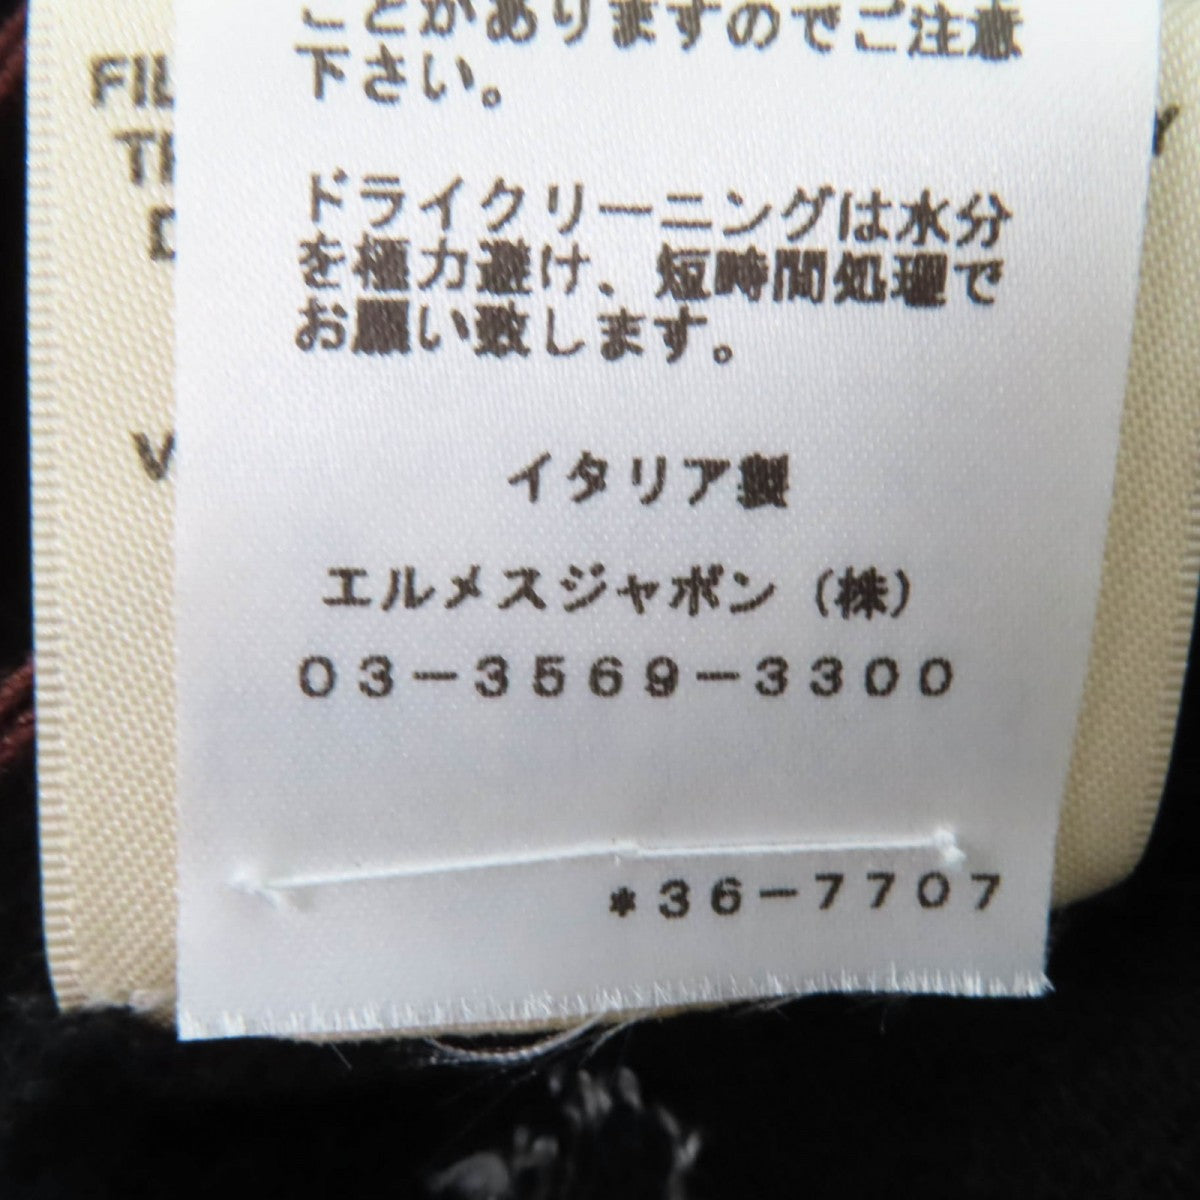 ことがありますのでご注意
下さい。
ドライクリーニングは水分
を極力避け、短時間処理で
お願い致します。
イタリア製
エルメスジャポン（株）
03-3569-3300
*36-7707